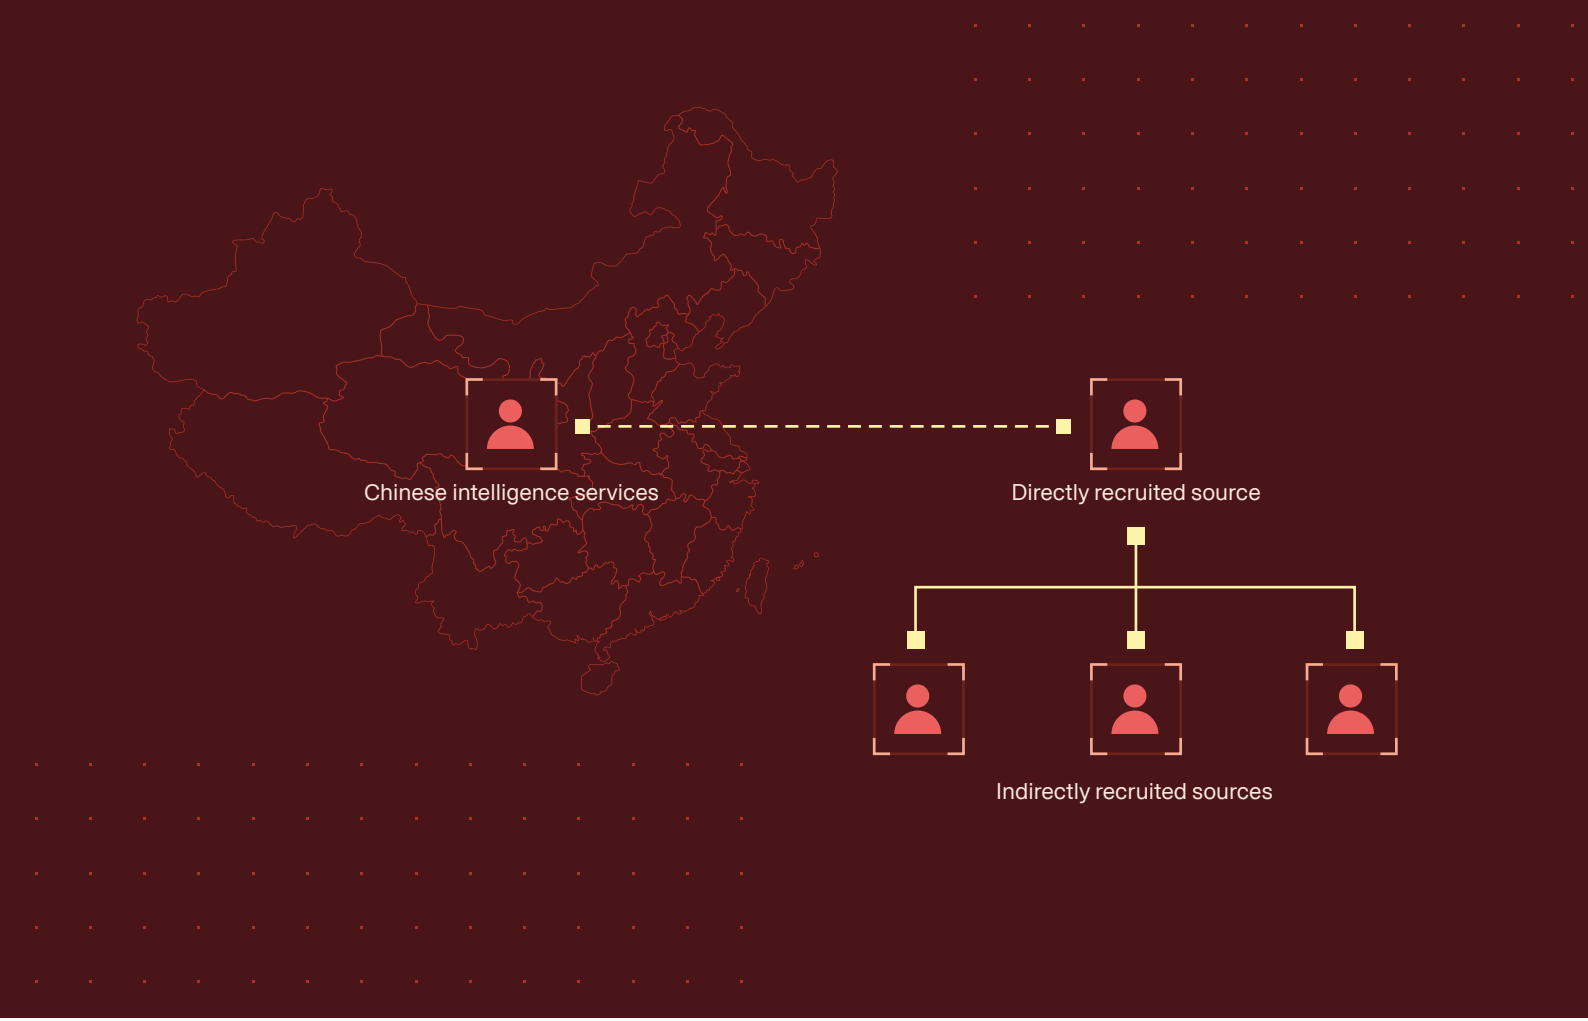 Chinese intelligence services
Directly recruited source
Indirectly recruited sources